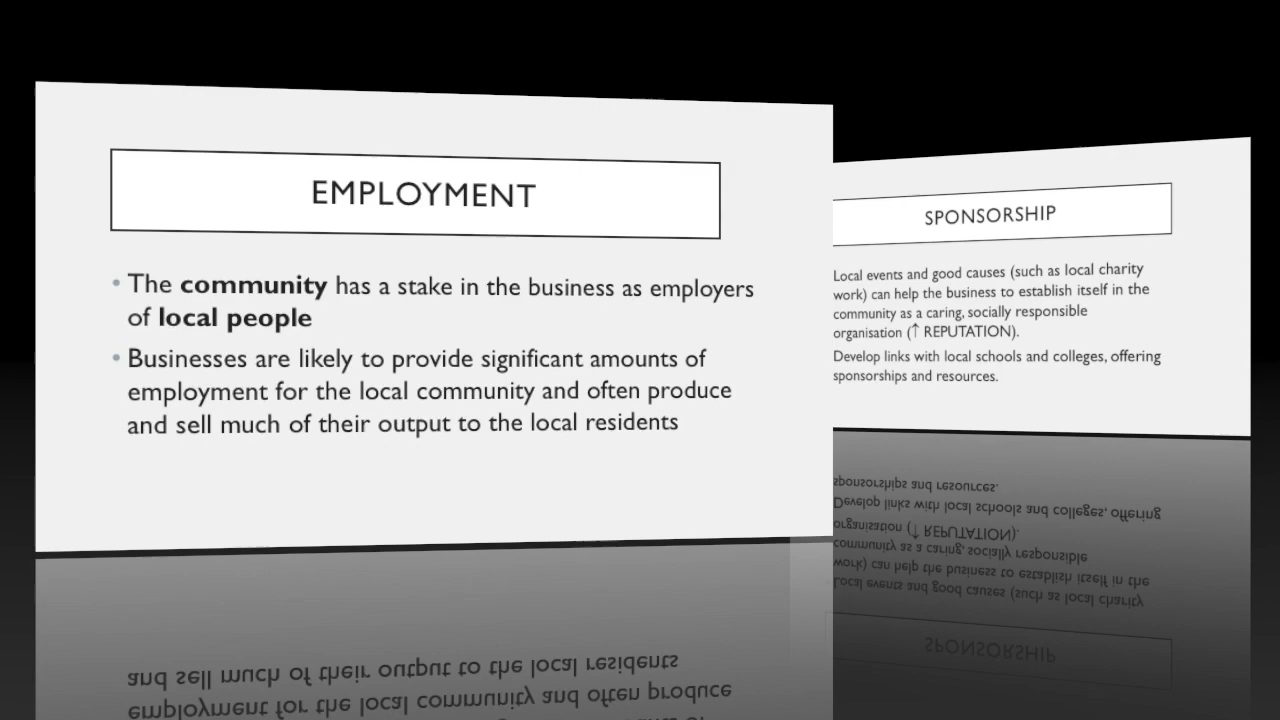 EMPLOYMENT
• The community has a stake in the business as employers
of local people
• Businesses are likely to provide significant amounts of
employment for the local community and often produce
and sell much of their output to the local residents
SPONSORSHIP
Local events and good causes (such as local charity
work) can help the business to establish itself in the
community as a caring, socially responsible
organisation (↑ REPUTATION).
Develop links with local schools and colleges, offering
sponsorships and resources.